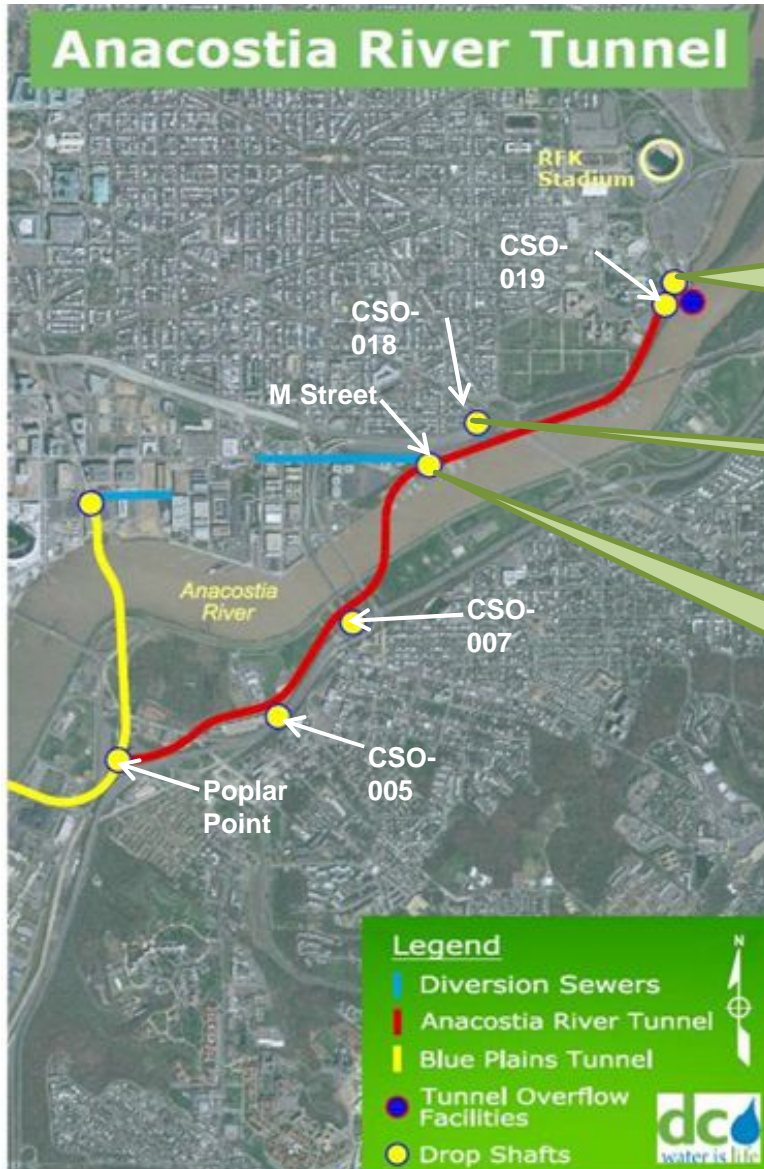 Anacostia River Tunnel
RFK
Stadium
CSO-
019
CSO-
018
M Street
Anacostia
River
CSO-
007
CSO-
005
Poplar
Point
Legend
N
Diversion Sewers
Anacostia River Tunnel
Blue Plains Tunnel
Tunnel Overflow
Facilities
Drop Shafts
dc
water is life